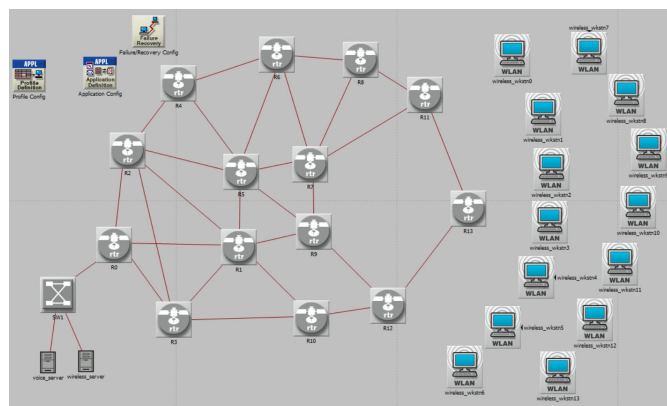 Failure
Recovery
Failure/Recovery Config
APPL
Profile
Definition
Profile Config
APPL
Application
Definition
Application Config
rtr
R4
rtr
R6
rtr
R8
rtr
R11
rtr
R2
rtr
R5
rtr
R7
rtr
R13
rtr
R0
rtr
R1
rtr
R9
rtr
R3
rtr
R10
rtr
R12
SW1
voice_server
wireless_server
WLAN
wireless_wkstn0
wireless_wkstn7
WLAN
WLAN
wireless_wkstn1
WLAN
wireless_wkstn8
WLAN
wireless_wkstn2
WLAN
WLAN
wireless_wkstn3
WLAN
wireless_wkstn10
WLAN
wireless_wkstn4
WLAN
wireless_wkstn11
WLAN
wireless_wkstn5
WLAN
wireless_wkstn12
WLAN
wireless_wkstn6
WLAN
wireless_wkstn13